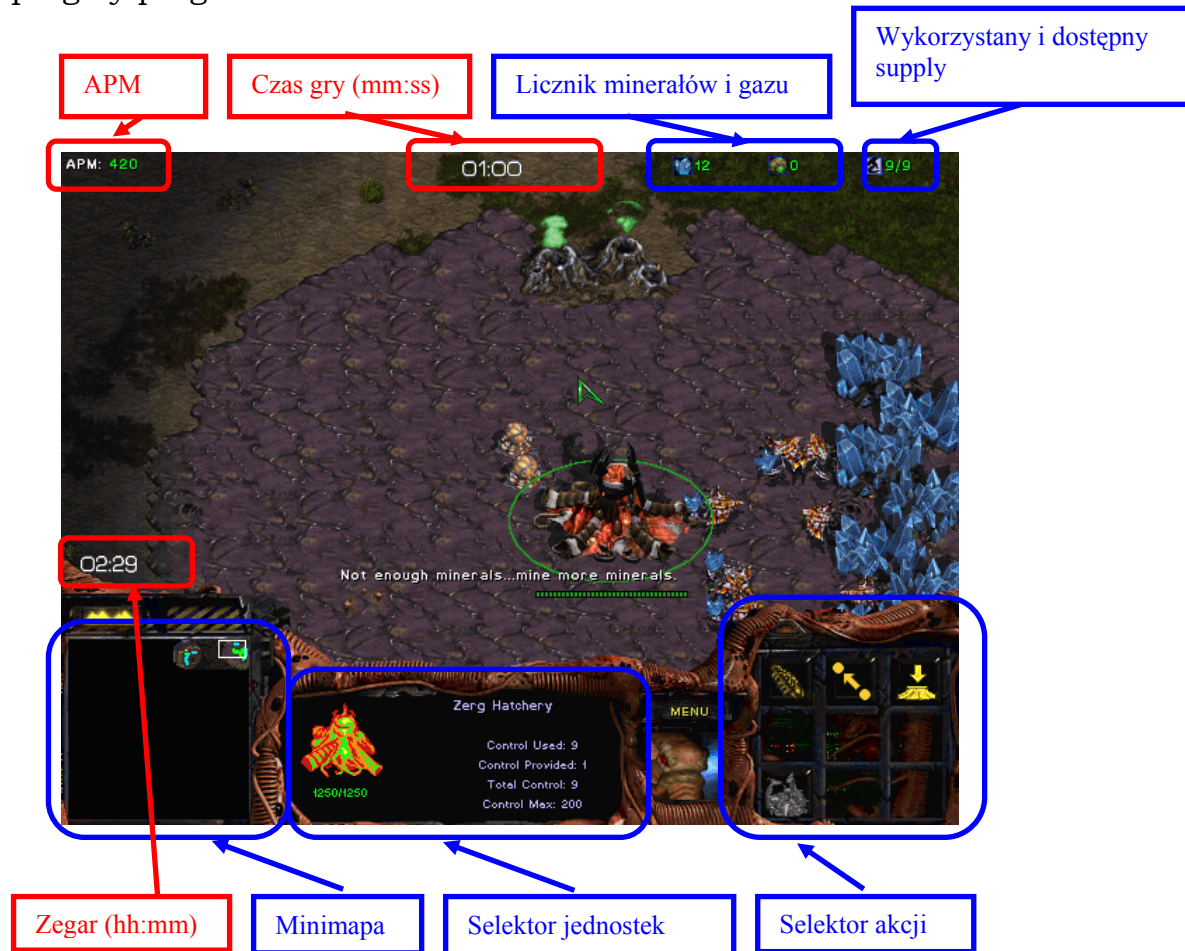 Wykorzystany i dostępny
supply
APM
Czas gry (mm:ss)
Licznik minerałów i gazu
APM: 420
01:00
12
0
9/9
02:29
Not enough minerals...mine more minerals.
Zerg Hatchery
MENU
Control Used: 9
Control Provided: 1
Total Control: 9
1250/1250
Control Max: 200
Zegar (hh:mm)
Minimapa
Selektor jednostek
Selektor akcji